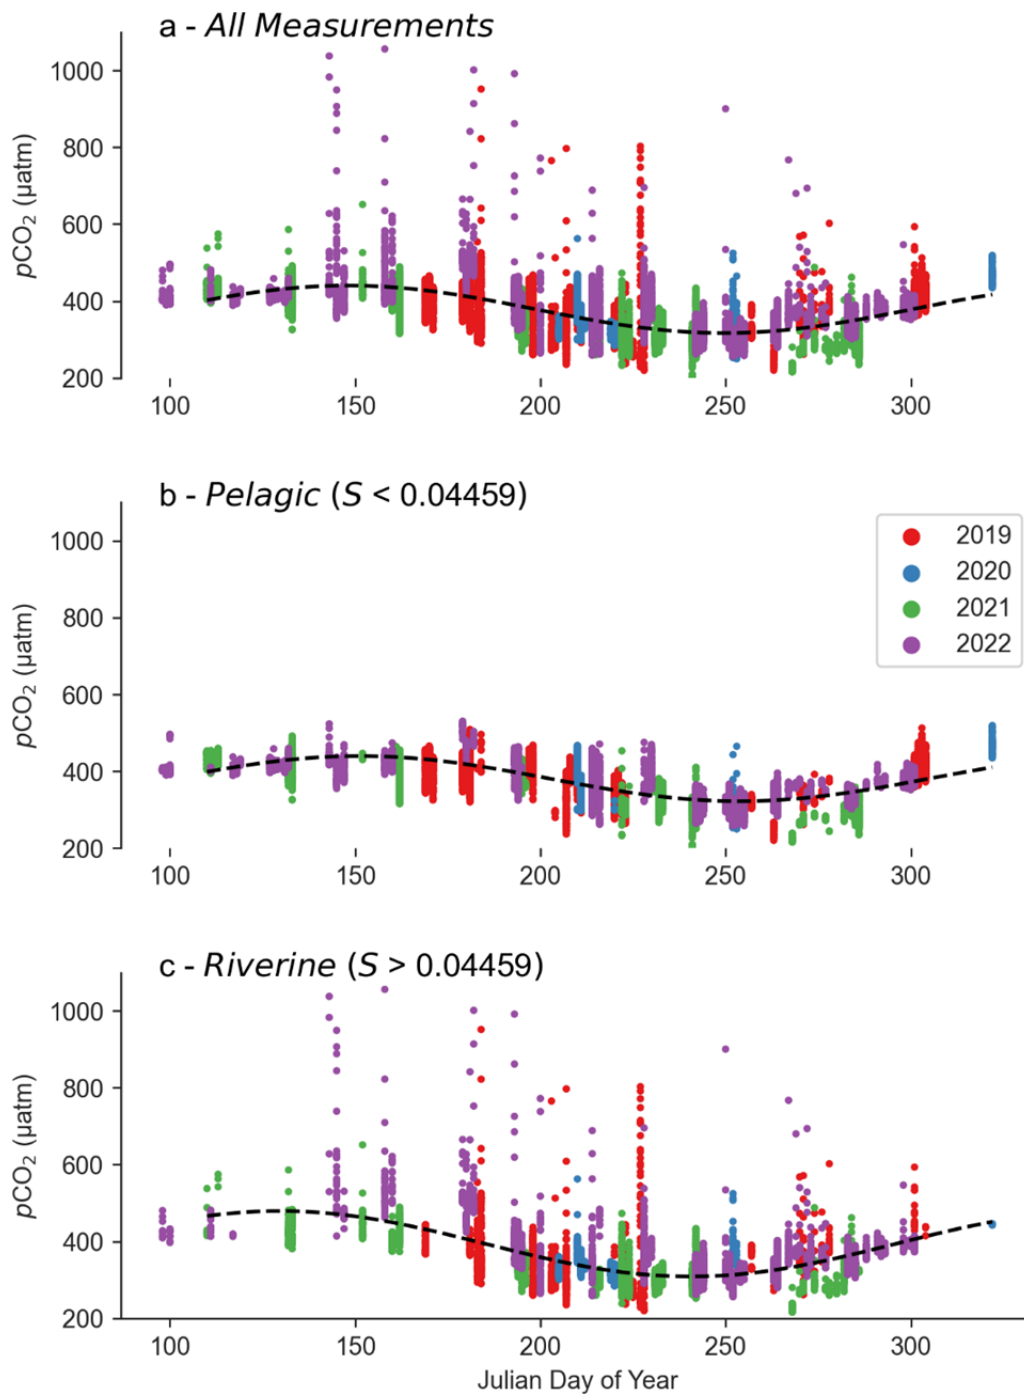 a - All Measurements
pCO2 (µatm)
1000
800
600
400
200
100 150 200 250 300
b - Pelagic (S < 0.04459)
pCO2 (µatm)
1000
800
600
400
200
2019
2020
2021
2022
100 150 200 250 300
c - Riverine (S > 0.04459)
pCO2 (µatm)
1000
800
600
400
200
100 150 200 250 300
Julian Day of Year